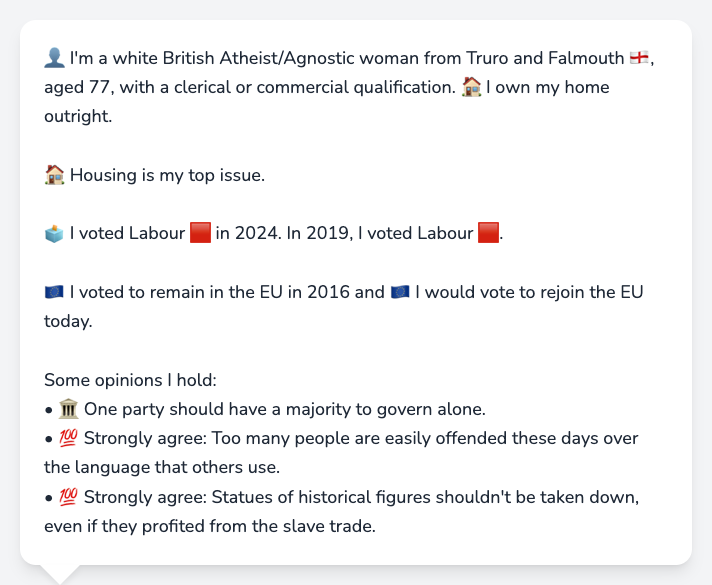 👤 I'm a white British Atheist/Agnostic woman from Truro and Falmouth 🏴󠁧󠁢󠁥󠁮󠁧󠁿,
aged 77, with a clerical or commercial qualification. 🏠 I own my home
outright.
🏠 Housing is my top issue.
🗳️ I voted Labour 🟥 in 2024. In 2019, I voted Labour 🟥.
🇪🇺 I voted to remain in the EU in 2016 and 🇪🇺 I would vote to rejoin the EU
today.
Some opinions I hold:
• 🏛️ One party should have a majority to govern alone.
• 💯 Strongly agree: Too many people are easily offended these days over
the language that others use.
• 💯 Strongly agree: Statues of historical figures shouldn't be taken down,
even if they profited from the slave trade.